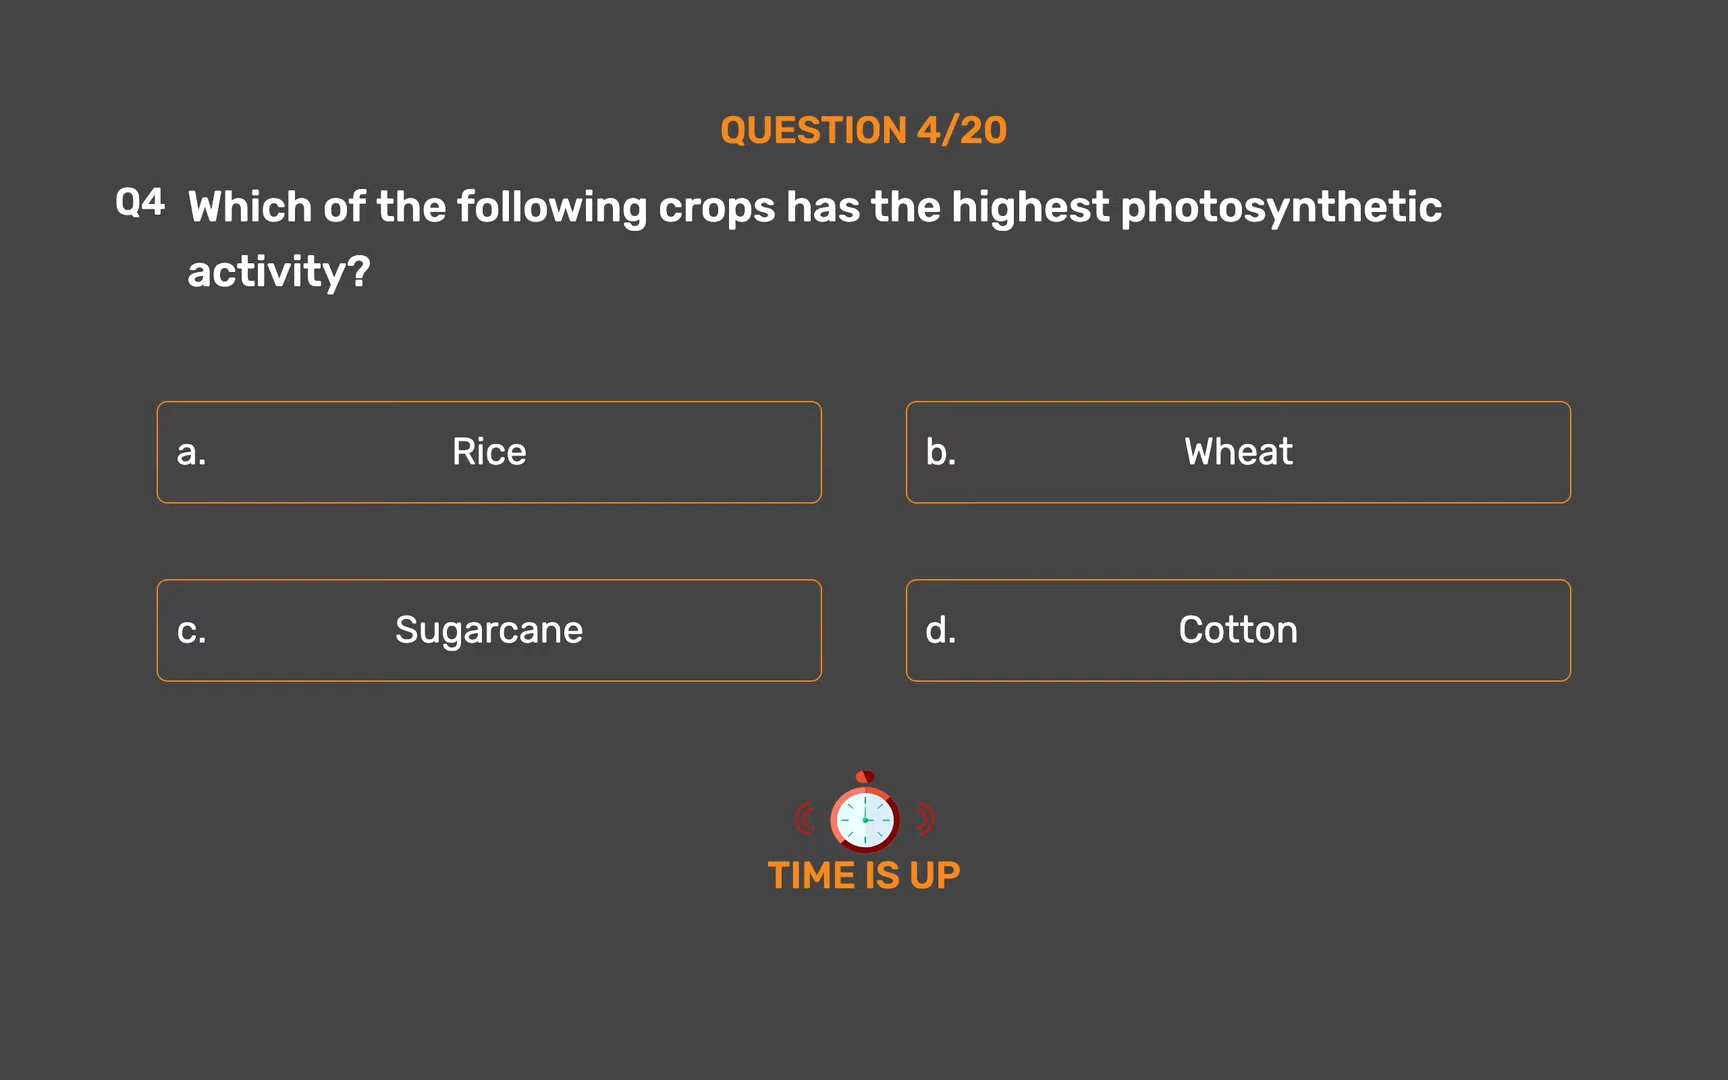 QUESTION 4/20
Q4 Which of the following crops has the highest photosynthetic
activity?
a. Rice
b. Wheat
c. Sugarcane
d. Cotton
TIME IS UP